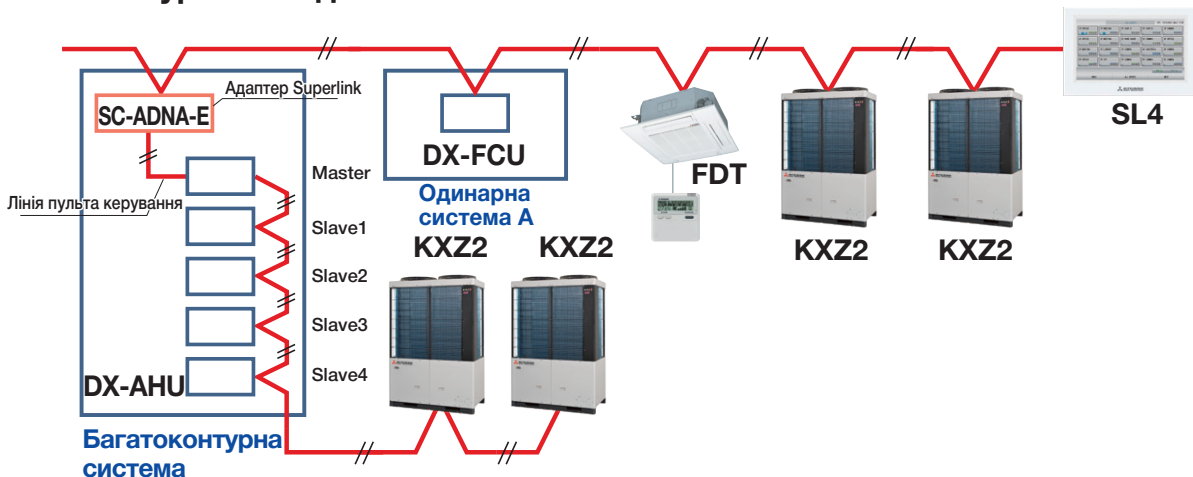 Адаптер Superlink
SC-ADNA-E
SL4
DX-FCU
FDT
Master
Лінія пульта керування
Одинарна
система А
Slave1
KXZ2
KXZ2
KXZ2
KXZ2
Slave2
Slave3
Slave4
DX-AHU
Багатоконтурна
система